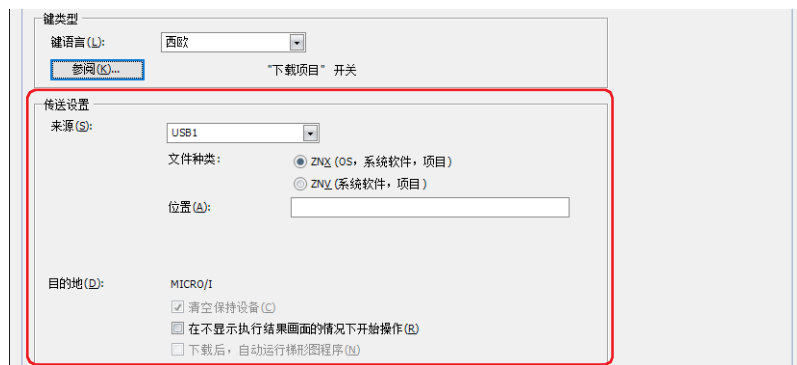 键类型
键语言(L): 西欧
参阅(K)... "下载项目" 开关
传送设置
来源(S): USB1
文件种类: ZNX (OS, 系统软件, 项目)
ZNV (系统软件, 项目)
位置(A):
目的地(D): MICRO/I
清空保持设备(C)
在不显示执行结果画面的情况下开始操作(R)
下载后, 自动运行梯形图程序(N)